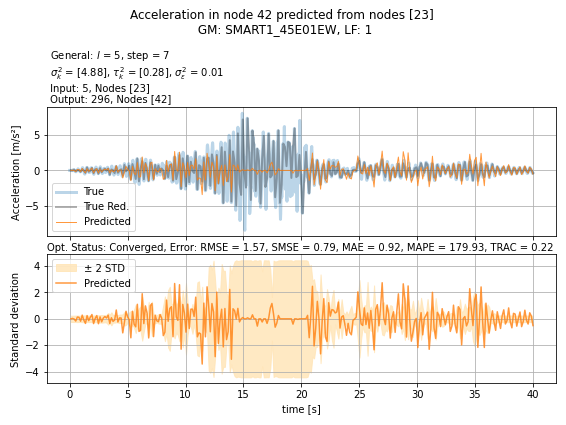 Acceleration in node 42 predicted from nodes [23]
GM: SMART1_45E01EW, LF: 1
General: l = 5, step = 7
σ²ₖ = [4.88], τ²ₖ = [0.28], σ²ε = 0.01
Input: 5, Nodes [23]
Output: 296, Nodes [42]
Acceleration [m/s²]
5
0
−5
True
True Red.
Predicted
Opt. Status: Converged, Error: RMSE = 1.57, SMSE = 0.79, MAE = 0.92, MAPE = 179.93, TRAC = 0.22
Standard deviation
4
2
0
−2
−4
± 2 STD
Predicted
0 5 10 15 20 25 30 35 40
time [s]